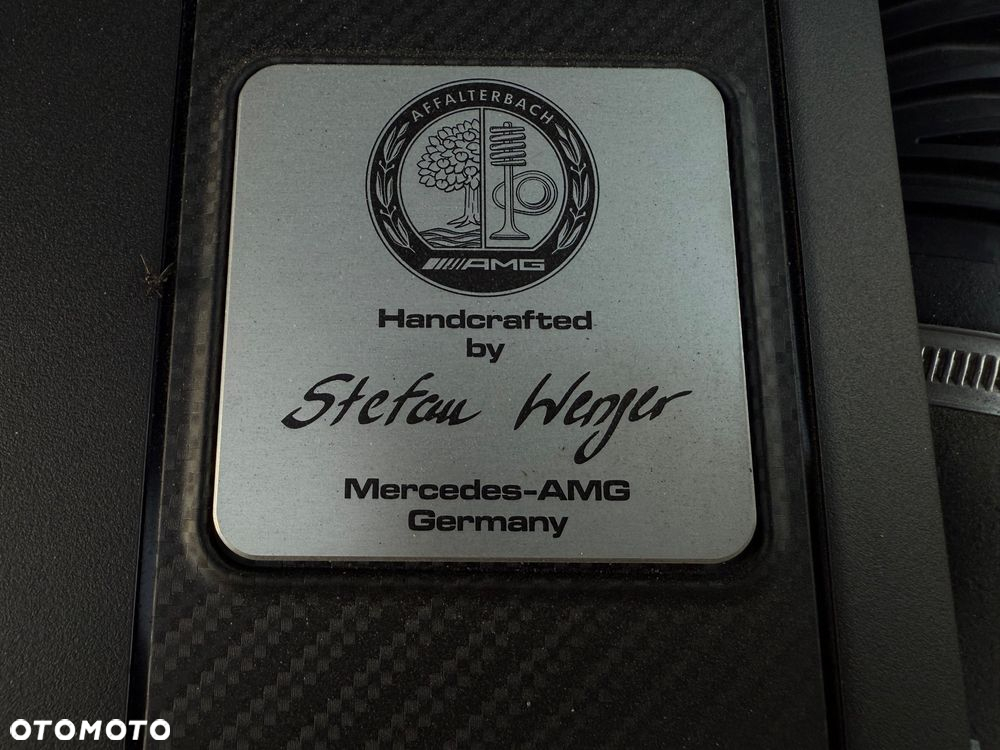 AFFALTERBACH
AMG
Handcrafted
by
Stefan Wenger
Mercedes-AMG
Germany
OTOMOTO